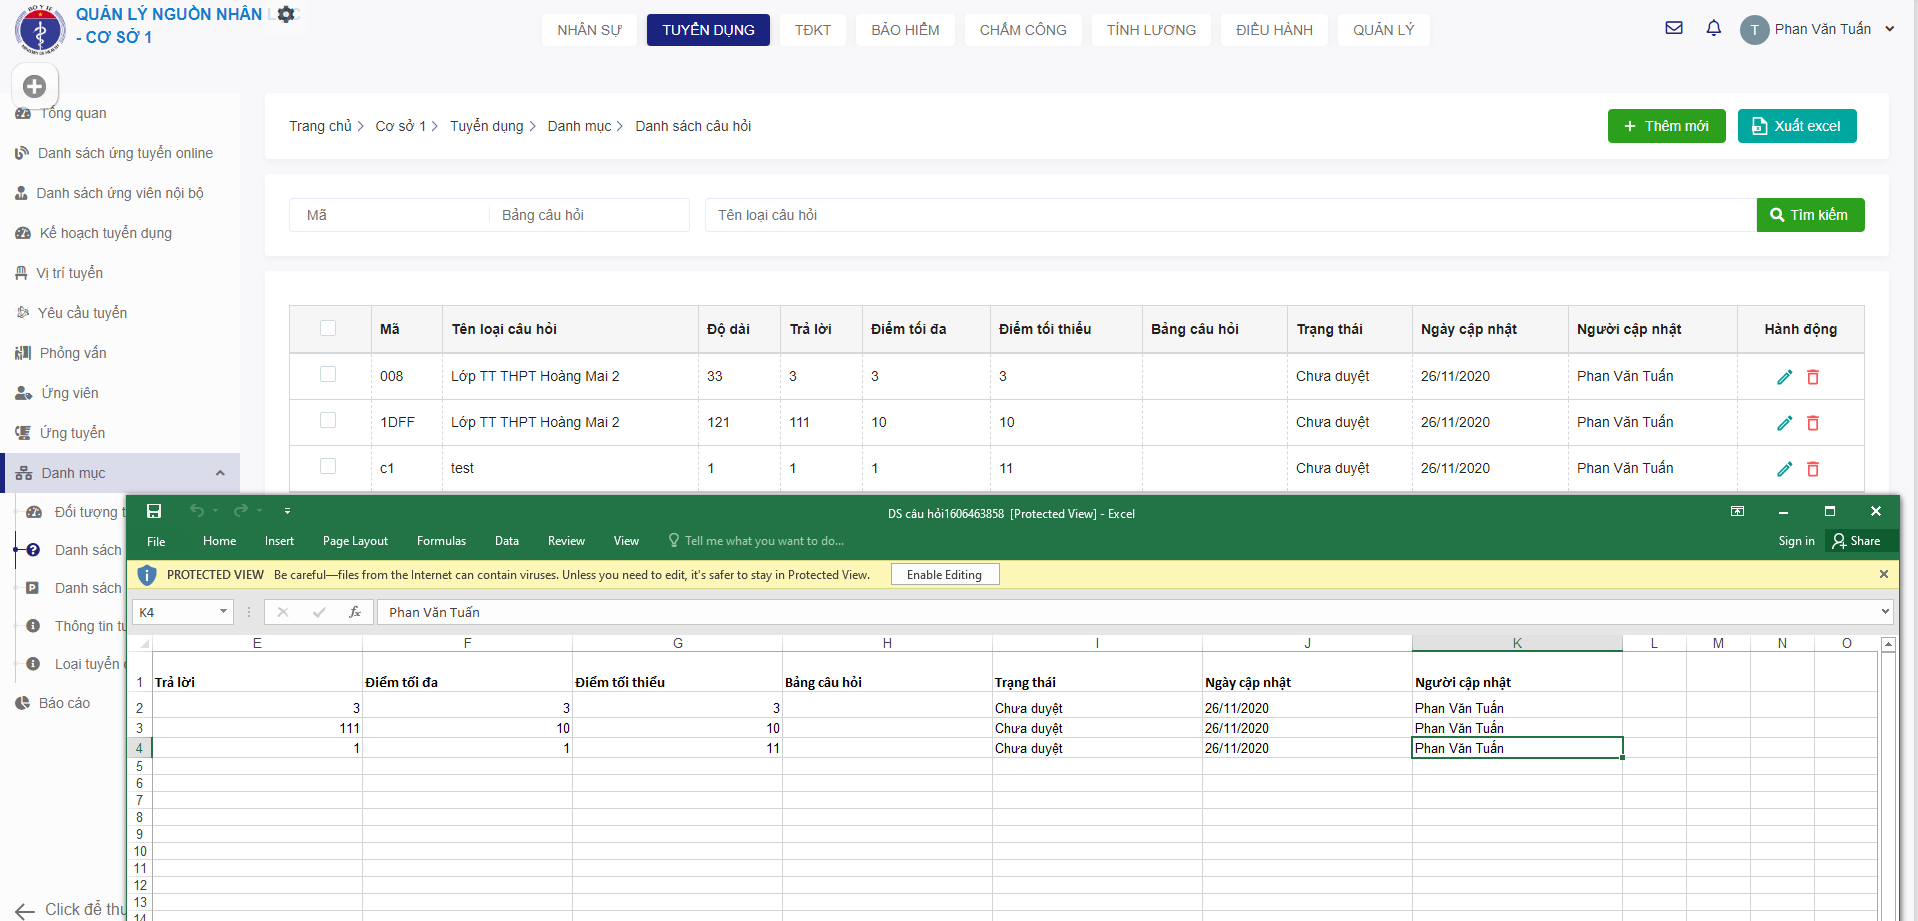 BỘ Y TẾ
MINISTRY OF HEALTH
QUẢN LÝ NGUỒN NHÂN LỰC
- CƠ SỞ 1
NHÂN SỰ
TUYỂN DỤNG
TĐKT
BẢO HIỂM
CHẤM CÔNG
TÍNH LƯƠNG
ĐIỀU HÀNH
QUẢN LÝ
T
Phan Văn Tuấn
Tổng quan
Danh sách ứng tuyển online
Danh sách ứng viên nội bộ
Kế hoạch tuyển dụng
Vị trí tuyển
Yêu cầu tuyển
Phỏng vấn
Ứng viên
Ứng tuyển
Danh mục
Đối tượng t
Danh sách
Danh sách
Thông tin tu
Loại tuyển
Báo cáo
Click để thu
Trang chủ > Cơ sở 1 > Tuyển dụng > Danh mục > Danh sách câu hỏi
+ Thêm mới
Xuất excel
Mã
Bảng câu hỏi
Tên loại câu hỏi
Tìm kiếm
Mã Tên loại câu hỏi Độ dài Trả lời Điểm tối đa Điểm tối thiểu Bảng câu hỏi Trạng thái Ngày cập nhật Người cập nhật Hành động
008 Lớp TT THPT Hoàng Mai 2 33 3 3 3 Chưa duyệt 26/11/2020 Phan Văn Tuấn
1DFF Lớp TT THPT Hoàng Mai 2 121 111 10 10 Chưa duyệt 26/11/2020 Phan Văn Tuấn
c1 test 1 1 1 11 Chưa duyệt 26/11/2020 Phan Văn Tuấn
DS câu hỏi1606463858 [Protected View] - Excel
File Home Insert Page Layout Formulas Data Review View Tell me what you want to do... Sign in Share
PROTECTED VIEW Be careful—files from the Internet can contain viruses. Unless you need to edit, it's safer to stay in Protected View. Enable Editing
K4 fx Phan Văn Tuấn
E F G H I J K L M N O
1 Trả lời Điểm tối đa Điểm tối thiểu Bảng câu hỏi Trạng thái Ngày cập nhật Người cập nhật
2 3 3 3 Chưa duyệt 26/11/2020 Phan Văn Tuấn
3 111 10 10 Chưa duyệt 26/11/2020 Phan Văn Tuấn
4 1 1 11 Chưa duyệt 26/11/2020 Phan Văn Tuấn
5
6
7
8
9
10
11
12
13
14